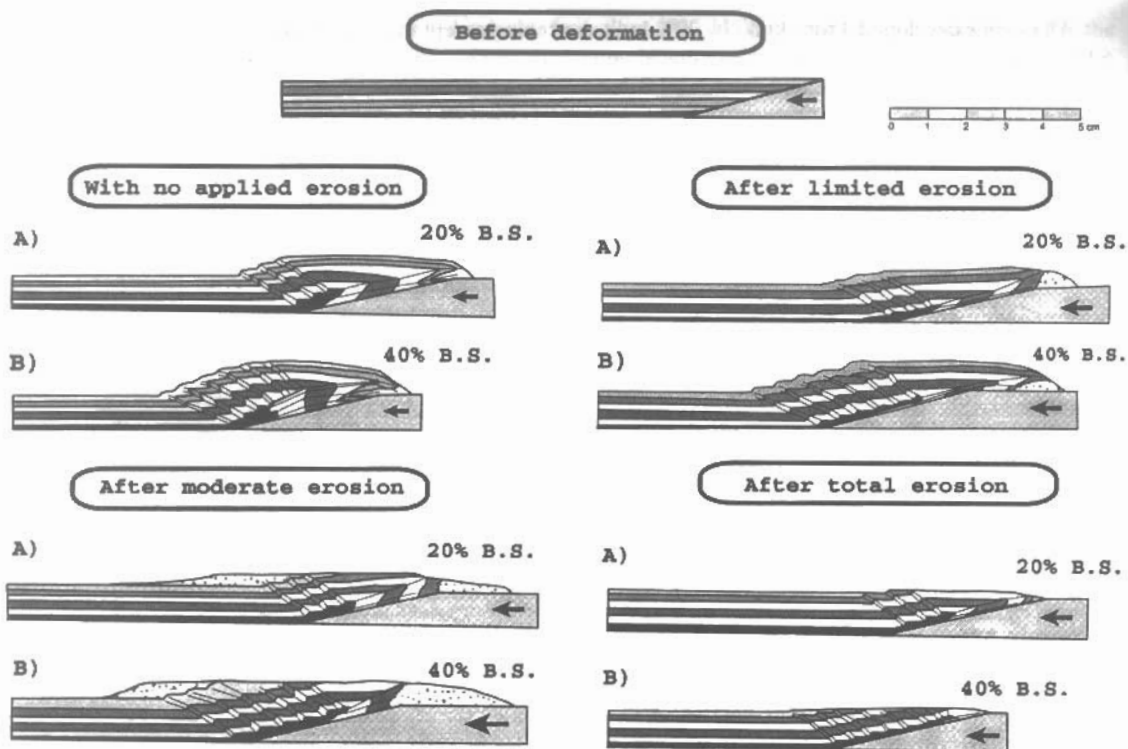 Before deformation
0 1 2 3 4 5 cm
With no applied erosion
A) 20% B.S.
B) 40% B.S.
After limited erosion
A) 20% B.S.
B) 40% B.S.
After moderate erosion
A) 20% B.S.
B) 40% B.S.
After total erosion
A) 20% B.S.
B) 40% B.S.